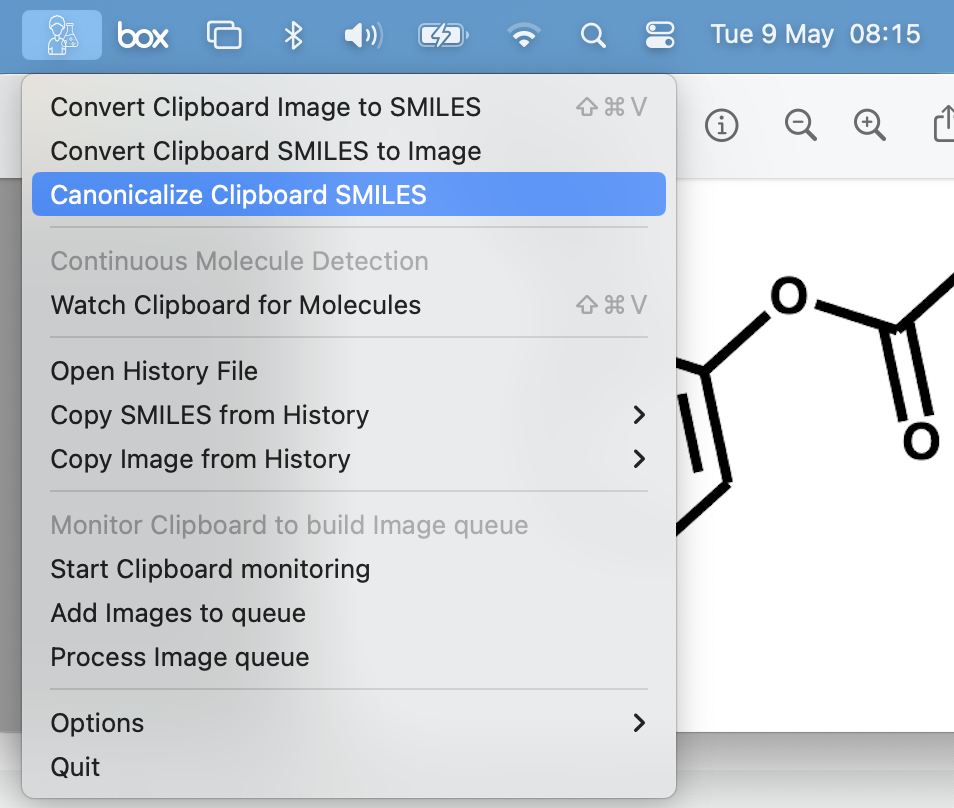 box
Tue 9 May 08:15
Convert Clipboard Image to SMILES ⇧⌘V
Convert Clipboard SMILES to Image
Canonicalize Clipboard SMILES
Continuous Molecule Detection
Watch Clipboard for Molecules ⇧⌘V
Open History File
Copy SMILES from History
Copy Image from History
Monitor Clipboard to build Image queue
Start Clipboard monitoring
Add Images to queue
Process Image queue
Options
Quit
O
O